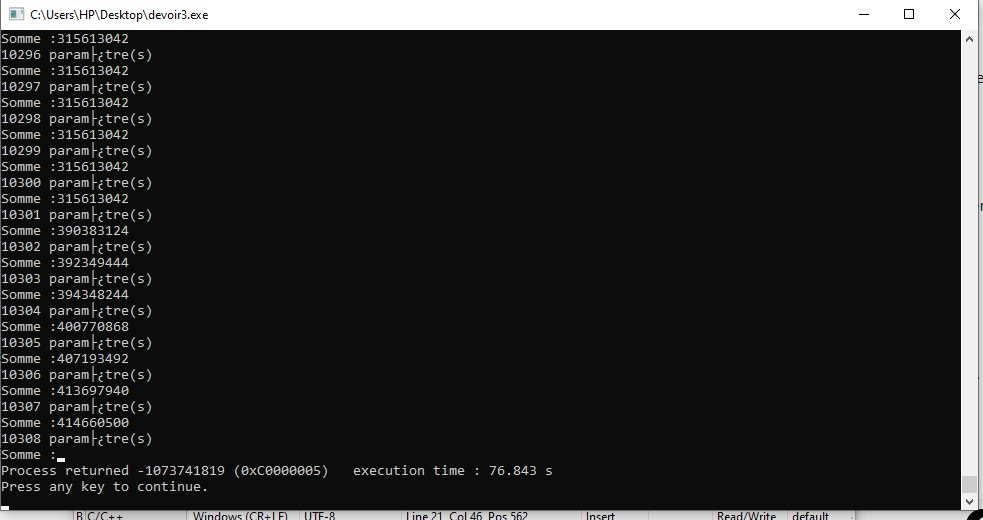 C:\Users\HP\Desktop\devoir3.exe
Somme :315613042
10296 param├¿tre(s)
Somme :315613042
10297 param├¿tre(s)
Somme :315613042
10298 param├¿tre(s)
Somme :315613042
10299 param├¿tre(s)
Somme :315613042
10300 param├¿tre(s)
Somme :315613042
10301 param├¿tre(s)
Somme :390383124
10302 param├¿tre(s)
Somme :392349444
10303 param├¿tre(s)
Somme :394348244
10304 param├¿tre(s)
Somme :400770868
10305 param├¿tre(s)
Somme :407193492
10306 param├¿tre(s)
Somme :413697940
10307 param├¿tre(s)
Somme :414660500
10308 param├¿tre(s)
Somme :
Process returned -1073741819 (0xC0000005)   execution time : 76.843 s
Press any key to continue.
C/C++ Windows (CR+LF) UTF-8 Line 21, Col 46, Pos 562 Insert Read/Write default